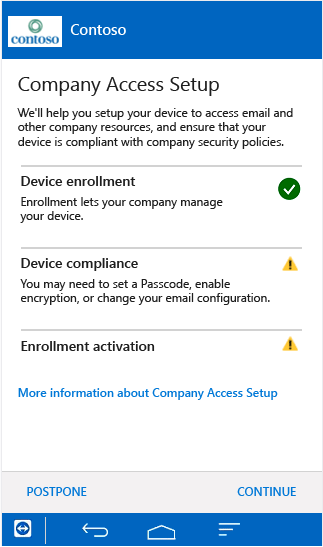 contoso
Contoso
Company Access Setup
We'll help you setup your device to access email and
other company resources, and ensure that your
device is compliant with company security policies.
Device enrollment
Enrollment lets your company manage
your device.
Device compliance
You may need to set a Passcode, enable
encryption, or change your email configuration.
Enrollment activation
More information about Company Access Setup
POSTPONE
CONTINUE